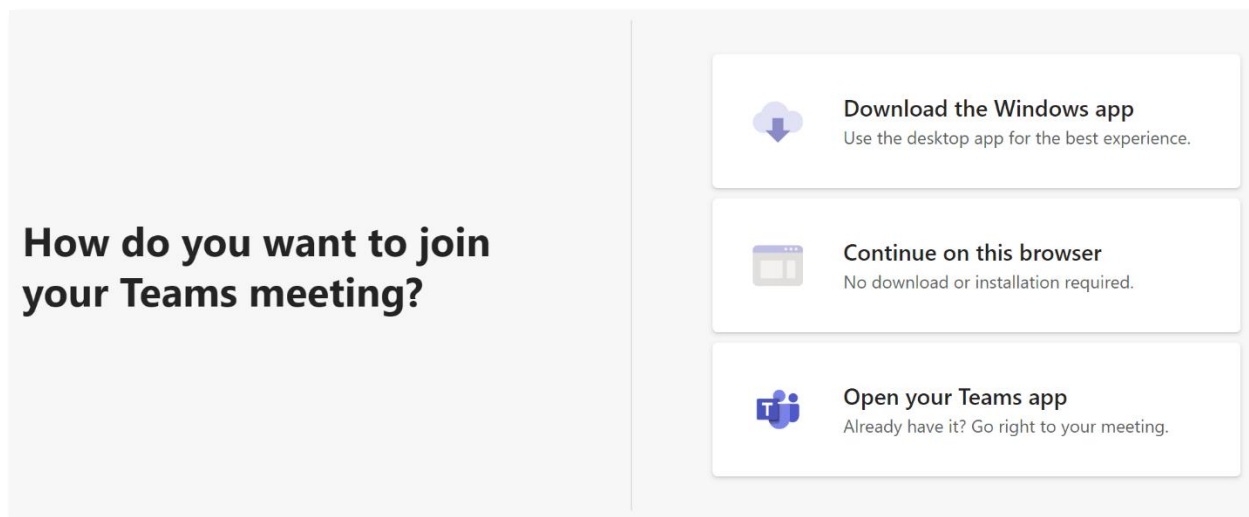 How do you want to join
your Teams meeting?
Download the Windows app
Use the desktop app for the best experience.
Continue on this browser
No download or installation required.
T
Open your Teams app
Already have it? Go right to your meeting.